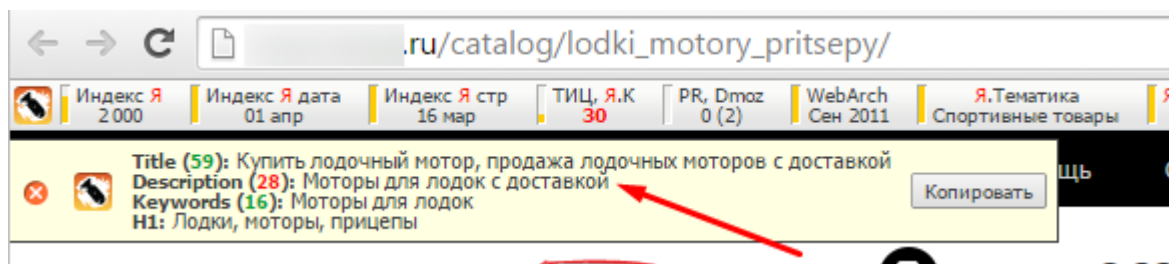 .ru/catalog/lodki_motory_pritsepy/
Индекс Я Индекс Я дата Индекс Я стр ТИЦ, Я.К PR, Dmoz WebArch Я.Тематика
2 000 01 апр 16 мар 30 0 (2) Сен 2011 Спортивные товары
Title (59): Купить лодочный мотор, продажа лодочных моторов с доставкой
Description (28): Моторы для лодок с доставкой
Keywords (16): Моторы для лодок
H1: Лодки, моторы, прицепы
Копировать
щь